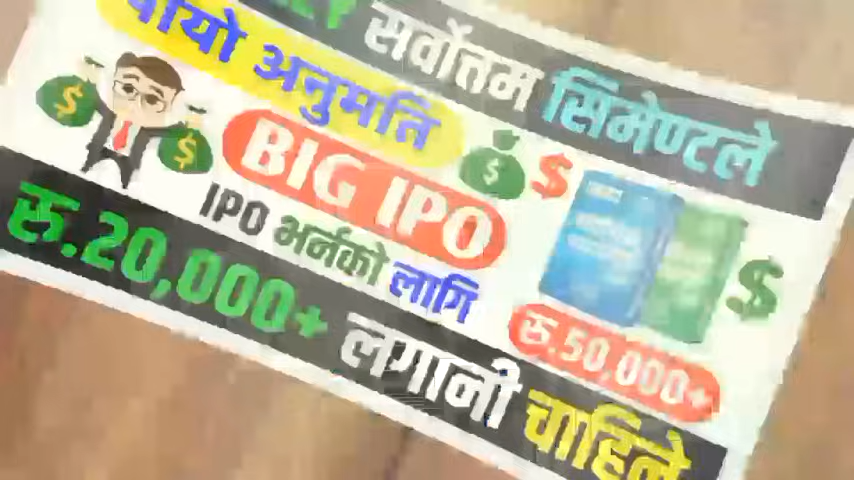 सर्वोत्तम सिमेण्टले
पायो अनुमति
BIG IPO
IPO भर्नको लागि
रु.50,000+
रु.20,000+ लगानी चाहिने